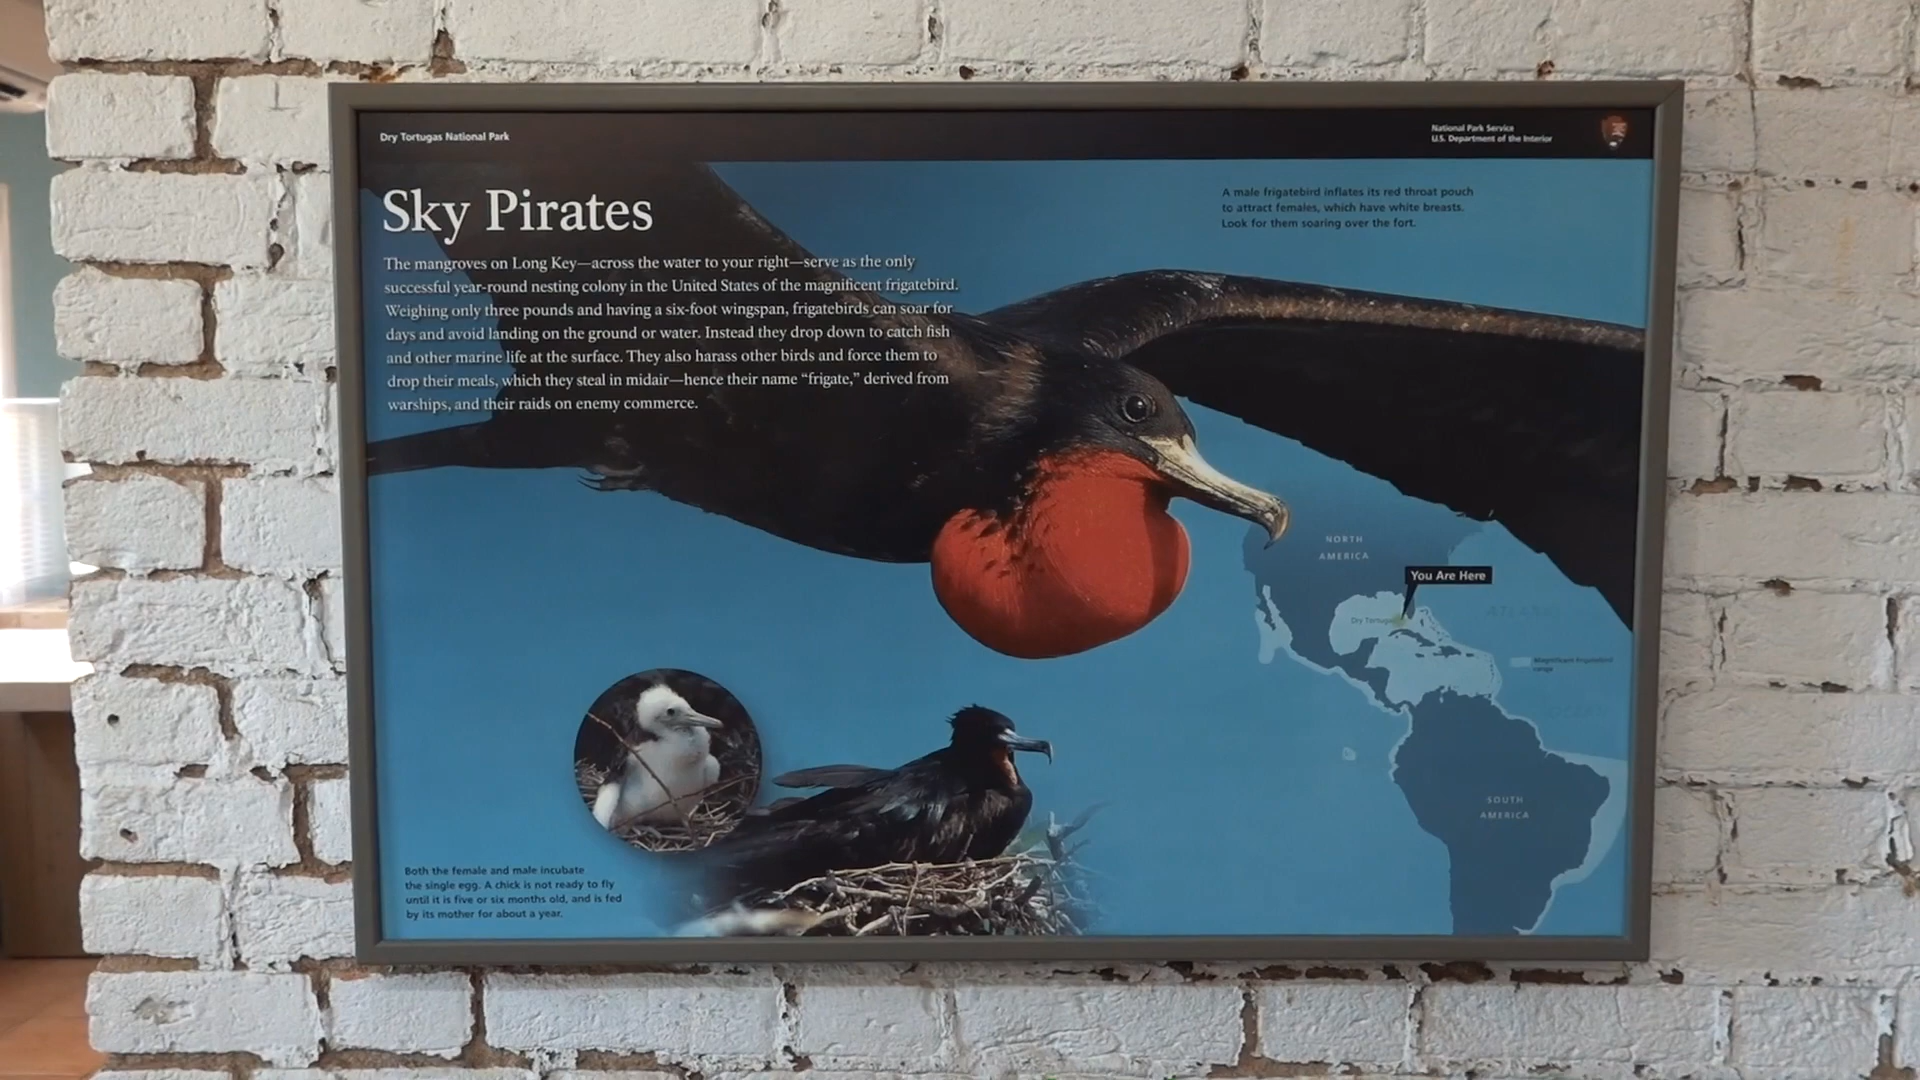 Dry Tortugas National Park
National Park Service
U.S. Department of the Interior
Sky Pirates
The mangroves on Long Key—across the water to your right—serve as the only
successful year-round nesting colony in the United States of the magnificent frigatebird.
Weighing only three pounds and having a six-foot wingspan, frigatebirds can soar for
days and avoid landing on the ground or water. Instead they drop down to catch fish
and other marine life at the surface. They also harass other birds and force them to
drop their meals, which they steal in midair—hence their name “frigate,” derived from
warships, and their raids on enemy commerce.
A male frigatebird inflates its red throat pouch
to attract females, which have white breasts.
Look for them soaring over the fort.
NORTH
AMERICA
You Are Here
Dry Tortugas
ATLANTIC
Magnificent frigatebird
range
OCEAN
SOUTH
AMERICA
Both the female and male incubate
the single egg. A chick is not ready to fly
until it is five or six months old, and is fed
by its mother for about a year.